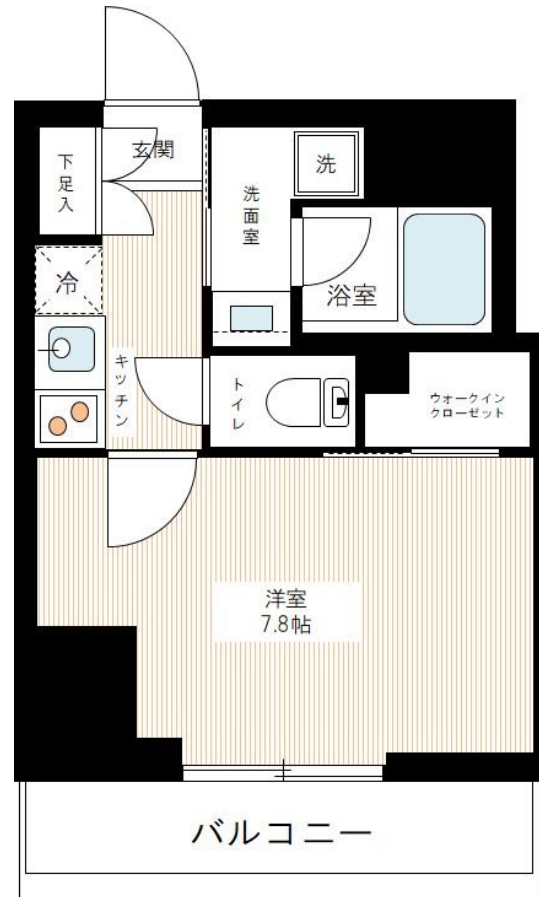 玄関
下足入
洗
洗面室
冷
浴室
キッチン
トイレ
ウォークイン
クローゼット
洋室
7.8帖
バルコニー